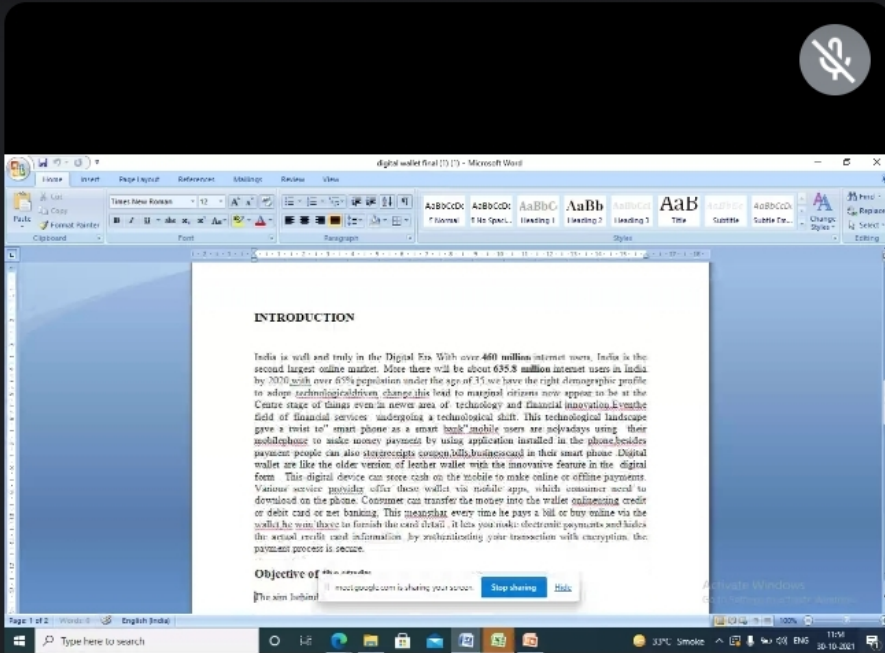 digital wallet final (1) (1) - Microsoft Word
Home Insert Page Layout References Mailings Review View
Cut
Copy
Paste
Format Painter
Clipboard
Times New Roman 12
Font
Paragraph
AaBbCcDc AaBbCcDc AaBbC AaBb AaBbCcI AaB AaBbCcDc
¶ Normal ¶ No Spaci... Heading 1 Heading 2 Heading 3 Title Subtitle Subtle Em...
Styles
Change Styles
Find
Replace
Select
Editing
INTRODUCTION
India is well and truly in the Digital Era With over 460 million internet users, India is the
second largest online market. More there will be about 635.8 million internet users in India
by 2020,with over 65% population under the age of 35 we have the right demographic profile
to adope technologicaldriven change,this lead to marginal citizens now appear to be at the
Centre stage of things even in newer area of technology and financial innovation.Eventhe
field of financial services undergoing a technological shift. This technological landscape
gave a twist to" smart phone as a smart bank".mobile users are nowadays using their
mobilephone to make money payment by using application installed in the phone,besides
payment people can also storereceipts coupon,bills,businesscard in their smart phone .Digital
wallet are like the older version of leather wallet with the innovative feature in the digital
form This digital device can store cash on the mobile to make online or offline payments.
Various service provider offer these wallet via mobile apps, which consumer need to
download on the phone. Consumer can transfer the money into the wallet onlineusing credit
or debit card or net banking. This meansthat every time he pays a bill or buy online via the
wallet,he won'thave to furnish the card detail , it lets you make electronic payments and hides
the actual credit card information ,by authenticating your transaction with encryption, the
payment process is secure.
Objective of the study
The aim behind
meet.google.com is sharing your screen. Stop sharing Hide
Activate Windows
Page: 1 of 2 Words: English (India) 100%
Type here to search
33°C Smoke ENG
11:51
30-10-2021